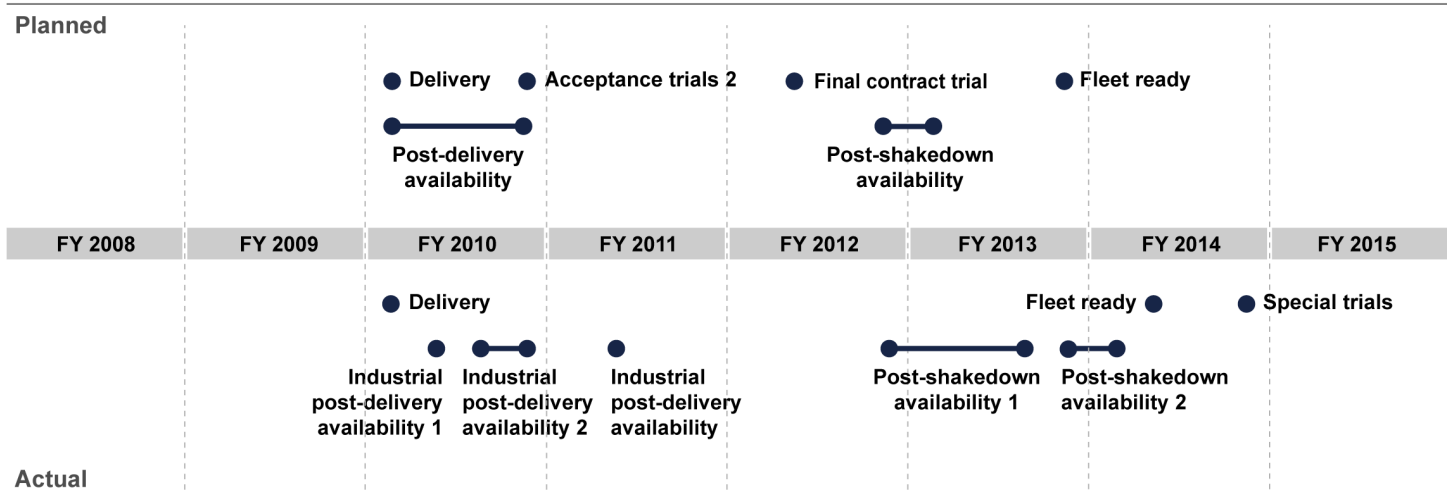 Planned
Delivery
Acceptance trials 2
Final contract trial
Fleet ready
Post-delivery
availability
Post-shakedown
availability
FY 2008
FY 2009
FY 2010
FY 2011
FY 2012
FY 2013
FY 2014
FY 2015
Delivery
Fleet ready
Special trials
Industrial
post-delivery
availability 1
Industrial
post-delivery
availability 2
Industrial
post-delivery
availability
Post-shakedown
availability 1
Post-shakedown
availability 2
Actual